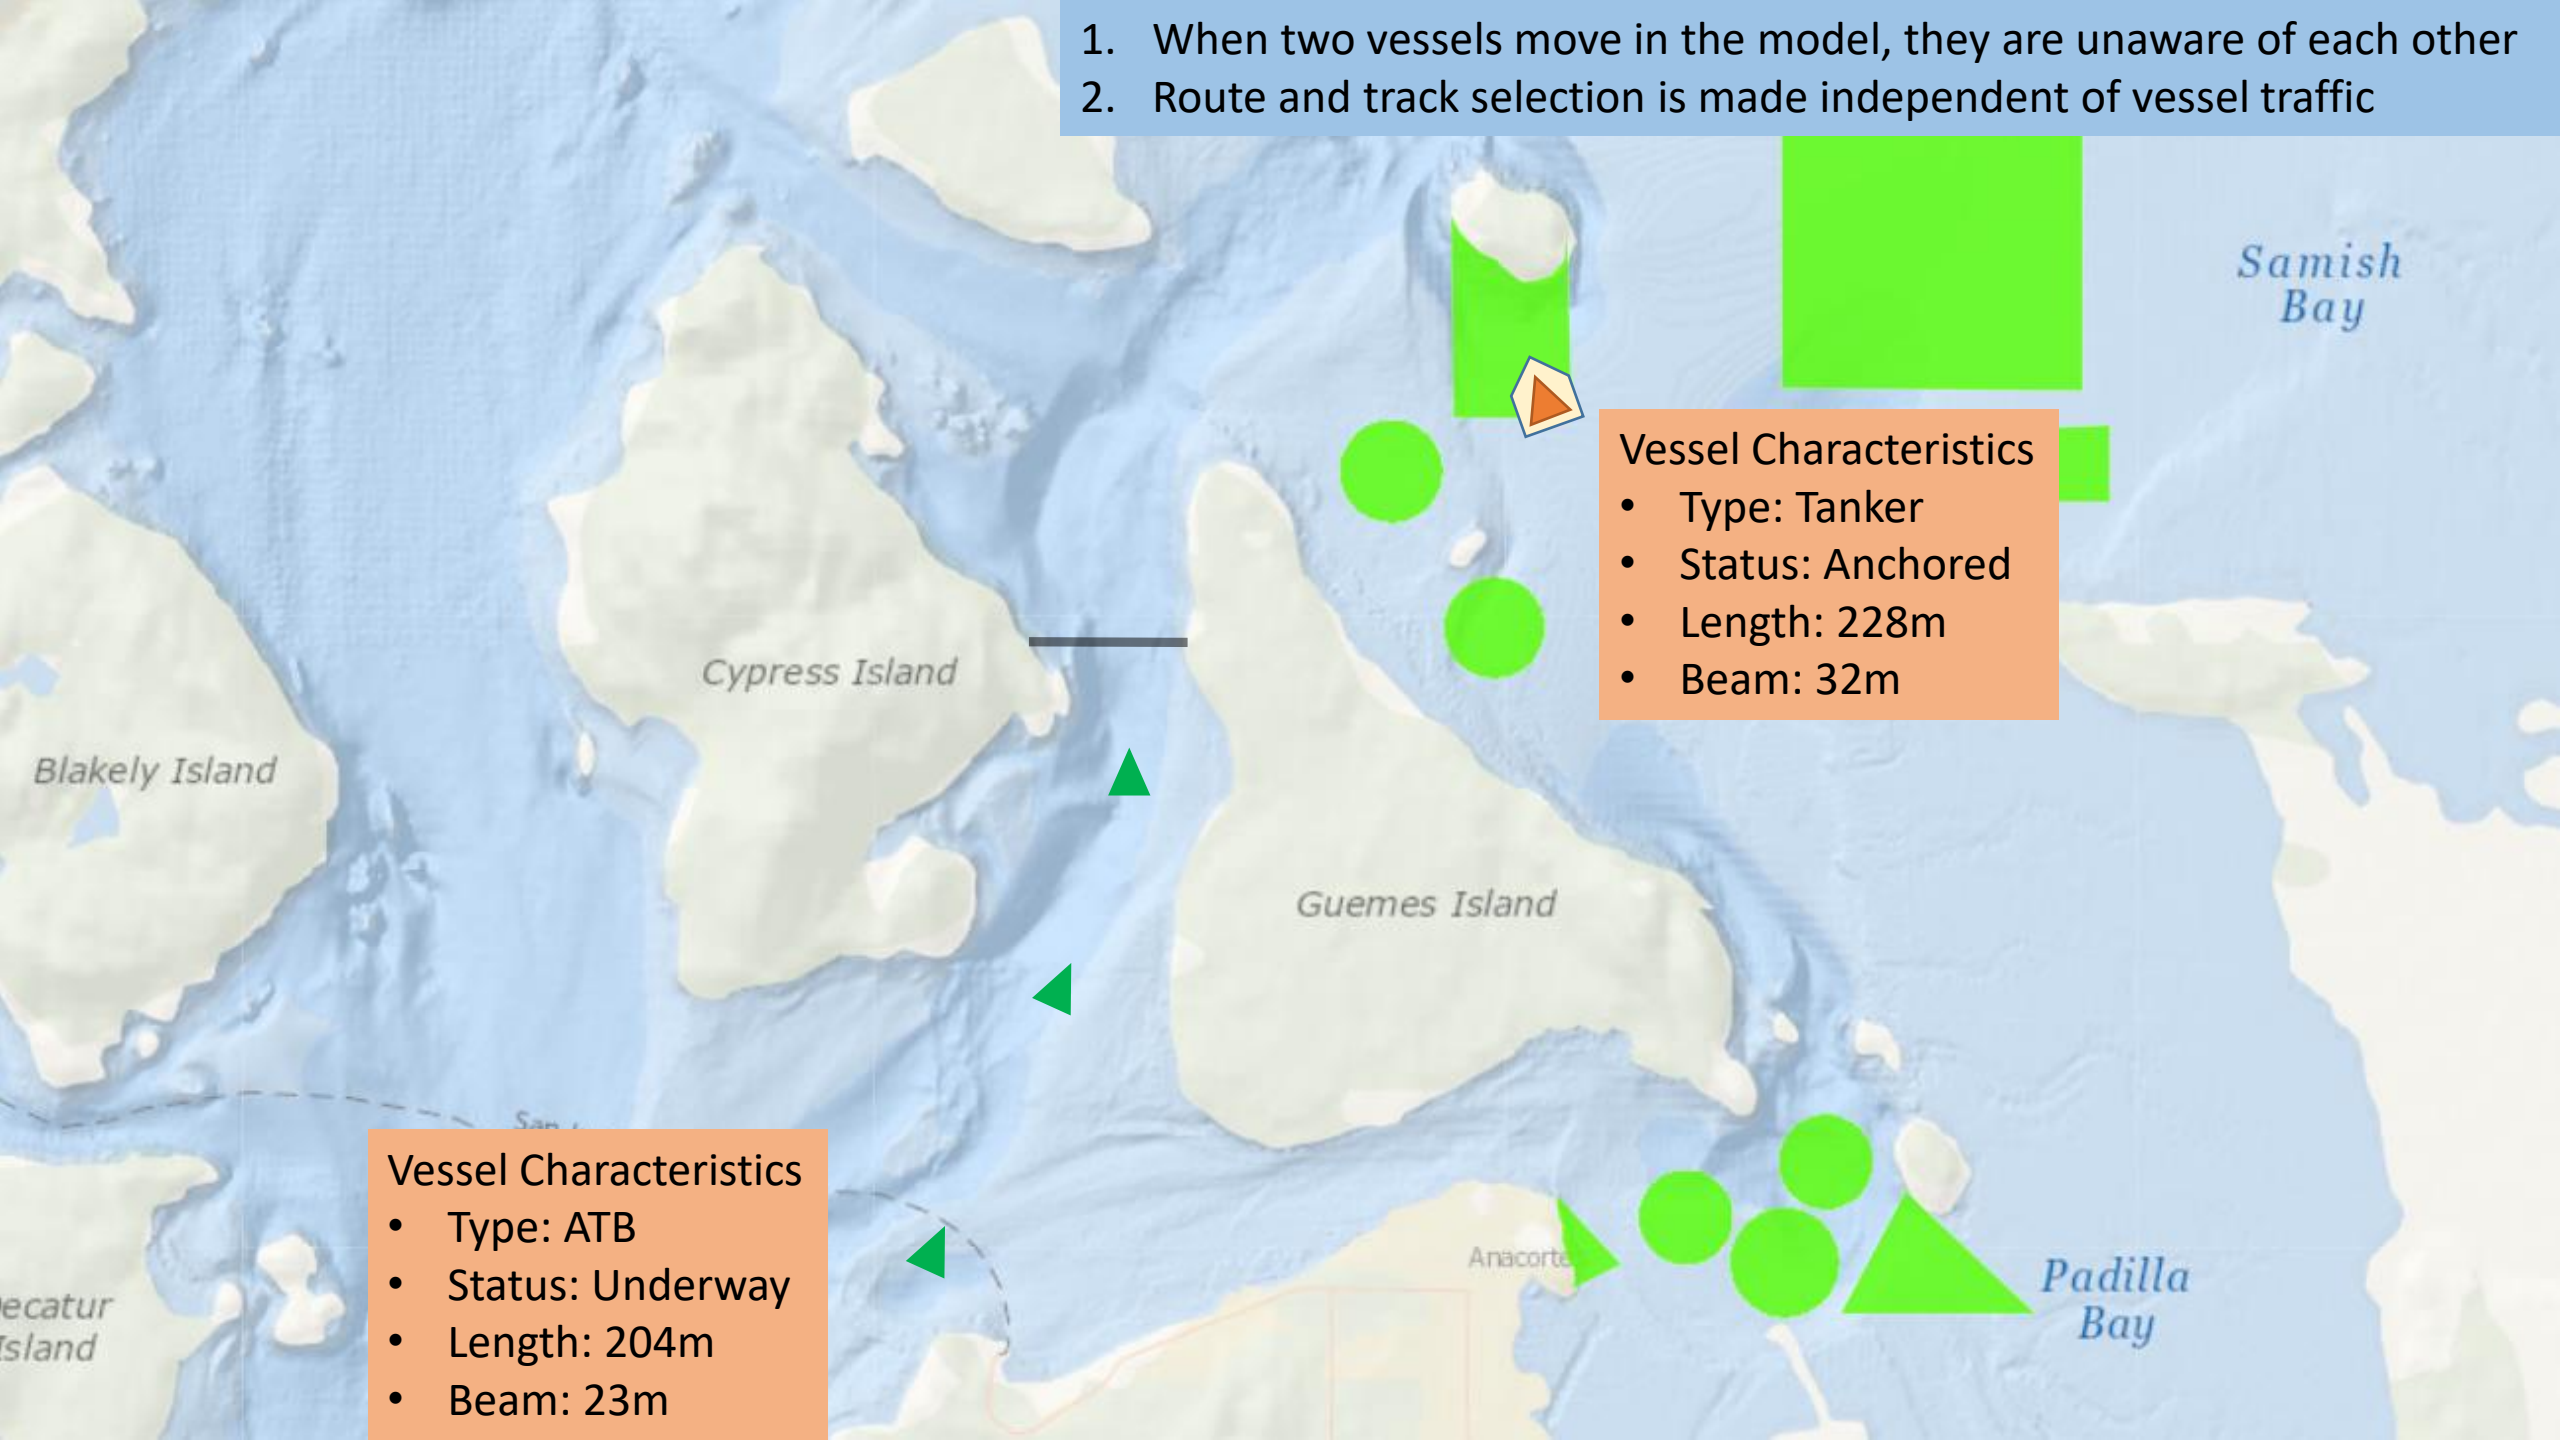 1. When two vessels move in the model, they are unaware of each other
2. Route and track selection is made independent of vessel traffic
Samish
Bay
Vessel Characteristics
• Type: Tanker
• Status: Anchored
• Length: 228m
• Beam: 32m
Cypress Island
Blakely Island
Guemes Island
Vessel Characteristics
• Type: ATB
• Status: Underway
• Length: 204m
• Beam: 23m
Padilla
Bay
ecatur
Island